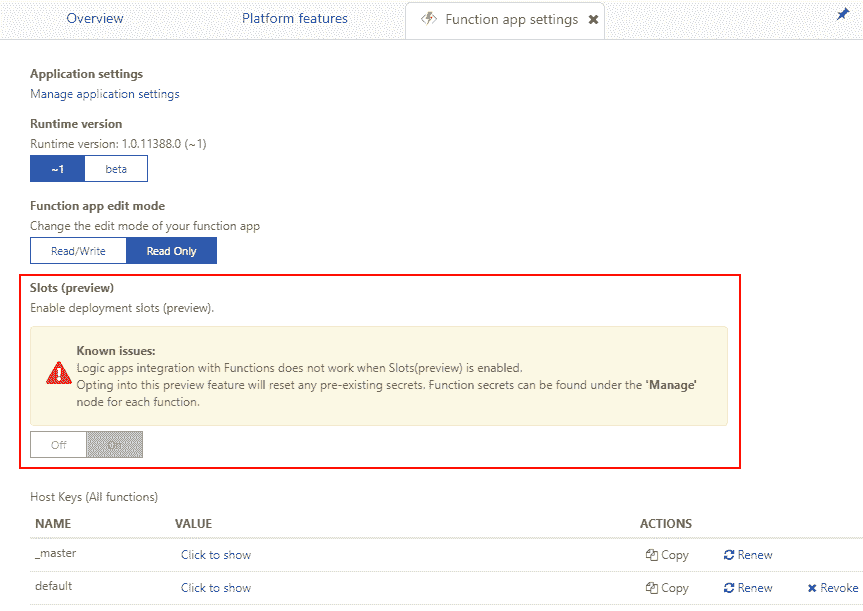 Overview Platform features Function app settings
Application settings
Manage application settings
Runtime version
Runtime version: 1.0.11388.0 (~1)
~1 beta
Function app edit mode
Change the edit mode of your function app
Read/Write Read Only
Slots (preview)
Enable deployment slots (preview).
Known issues:
Logic apps integration with Functions does not work when Slots(preview) is enabled.
Opting into this preview feature will reset any pre-existing secrets. Function secrets can be found under the 'Manage'
node for each function.
Off On
Host Keys (All functions)
NAME VALUE ACTIONS
_master Click to show Copy Renew
default Click to show Copy Renew Revoke